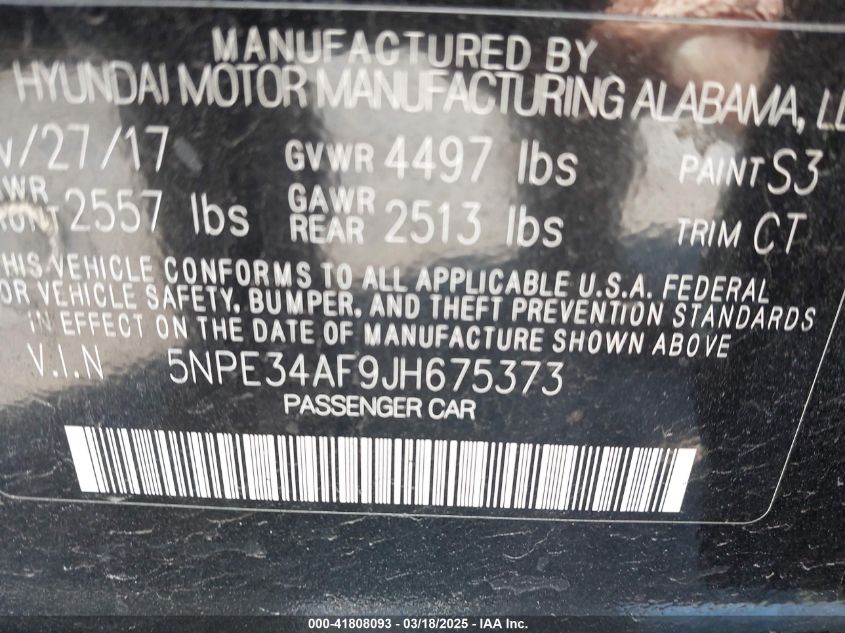 MANUFACTURED BY
HYUNDAI MOTOR MANUFACTURING ALABAMA, LL
/27/17 GVWR 4497 lbs PAINT S3
2557 lbs GAWR REAR 2513 lbs TRIM CT
THIS VEHICLE CONFORMS TO ALL APPLICABLE U.S.A. FEDERAL
OR VEHICLE SAFETY, BUMPER, AND THEFT PREVENTION STANDARDS
IN EFFECT ON THE DATE OF MANUFACTURE SHOWN ABOVE
V.I.N 5NPE34AF9JH675373
PASSENGER CAR
000-41808093 - 03/18/2025 - IAA Inc.